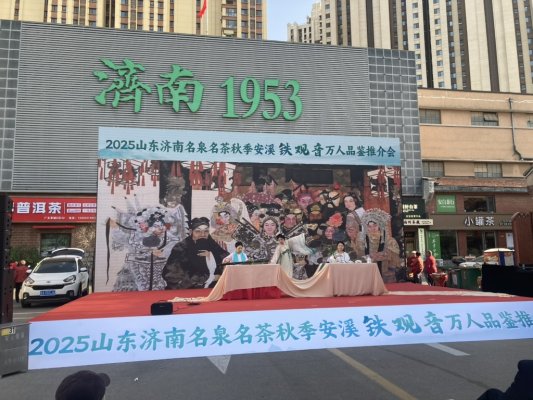 濟南 1953
2025山东济南名泉名茶秋季安溪 铁观音 万人品鉴推介会
普洱茶
小罐茶
2025山东济南名泉名茶秋季安溪 铁观音 万人品鉴推